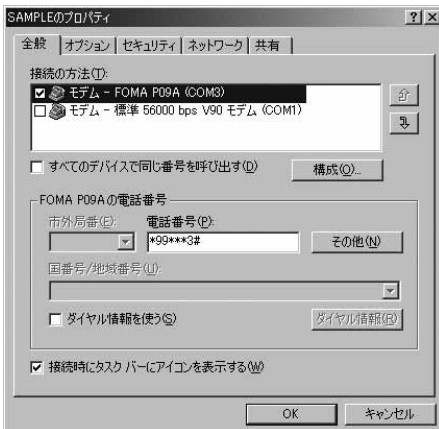 SAMPLEのプロパティ
全般 オプション セキュリティ ネットワーク 共有
接続の方法(T):
モデム - FOMA P09A (COM3)
モデム - 標準 56000 bps V90 モデム (COM1)
すべてのデバイスで同じ番号を呼び出す(D)
構成(O)...
FOMA P09Aの電話番号
市外局番(E): 電話番号(P):
*99***3# その他(N)
国番号/地域番号(U):
ダイヤル情報を使う(S) ダイヤル情報(R)
接続時にタスク バーにアイコンを表示する(W)
OK キャンセル